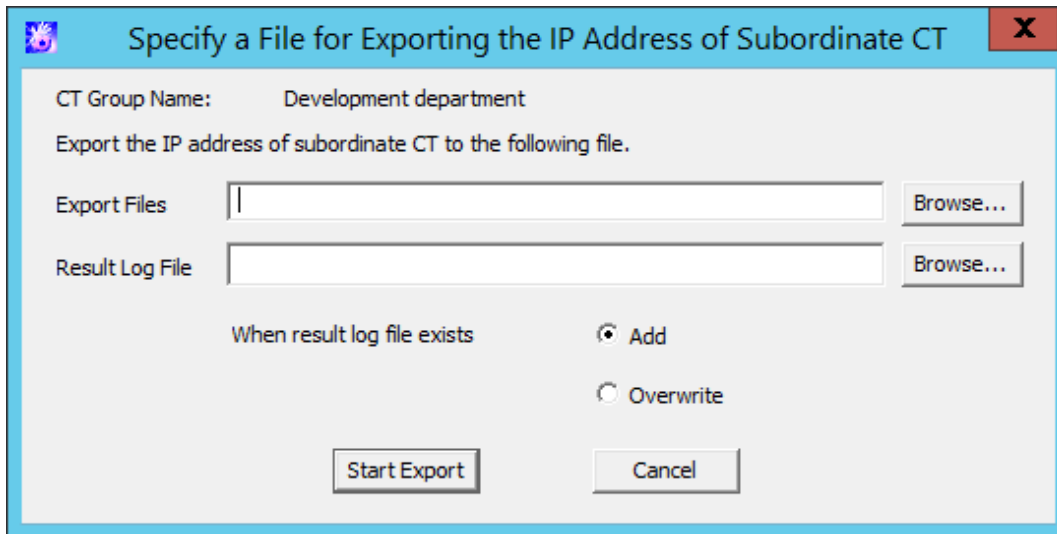 Specify a File for Exporting the IP Address of Subordinate CT
X
CT Group Name: Development department
Export the IP address of subordinate CT to the following file.
Export Files Browse...
Result Log File Browse...
When result log file exists Add
Overwrite
Start Export Cancel